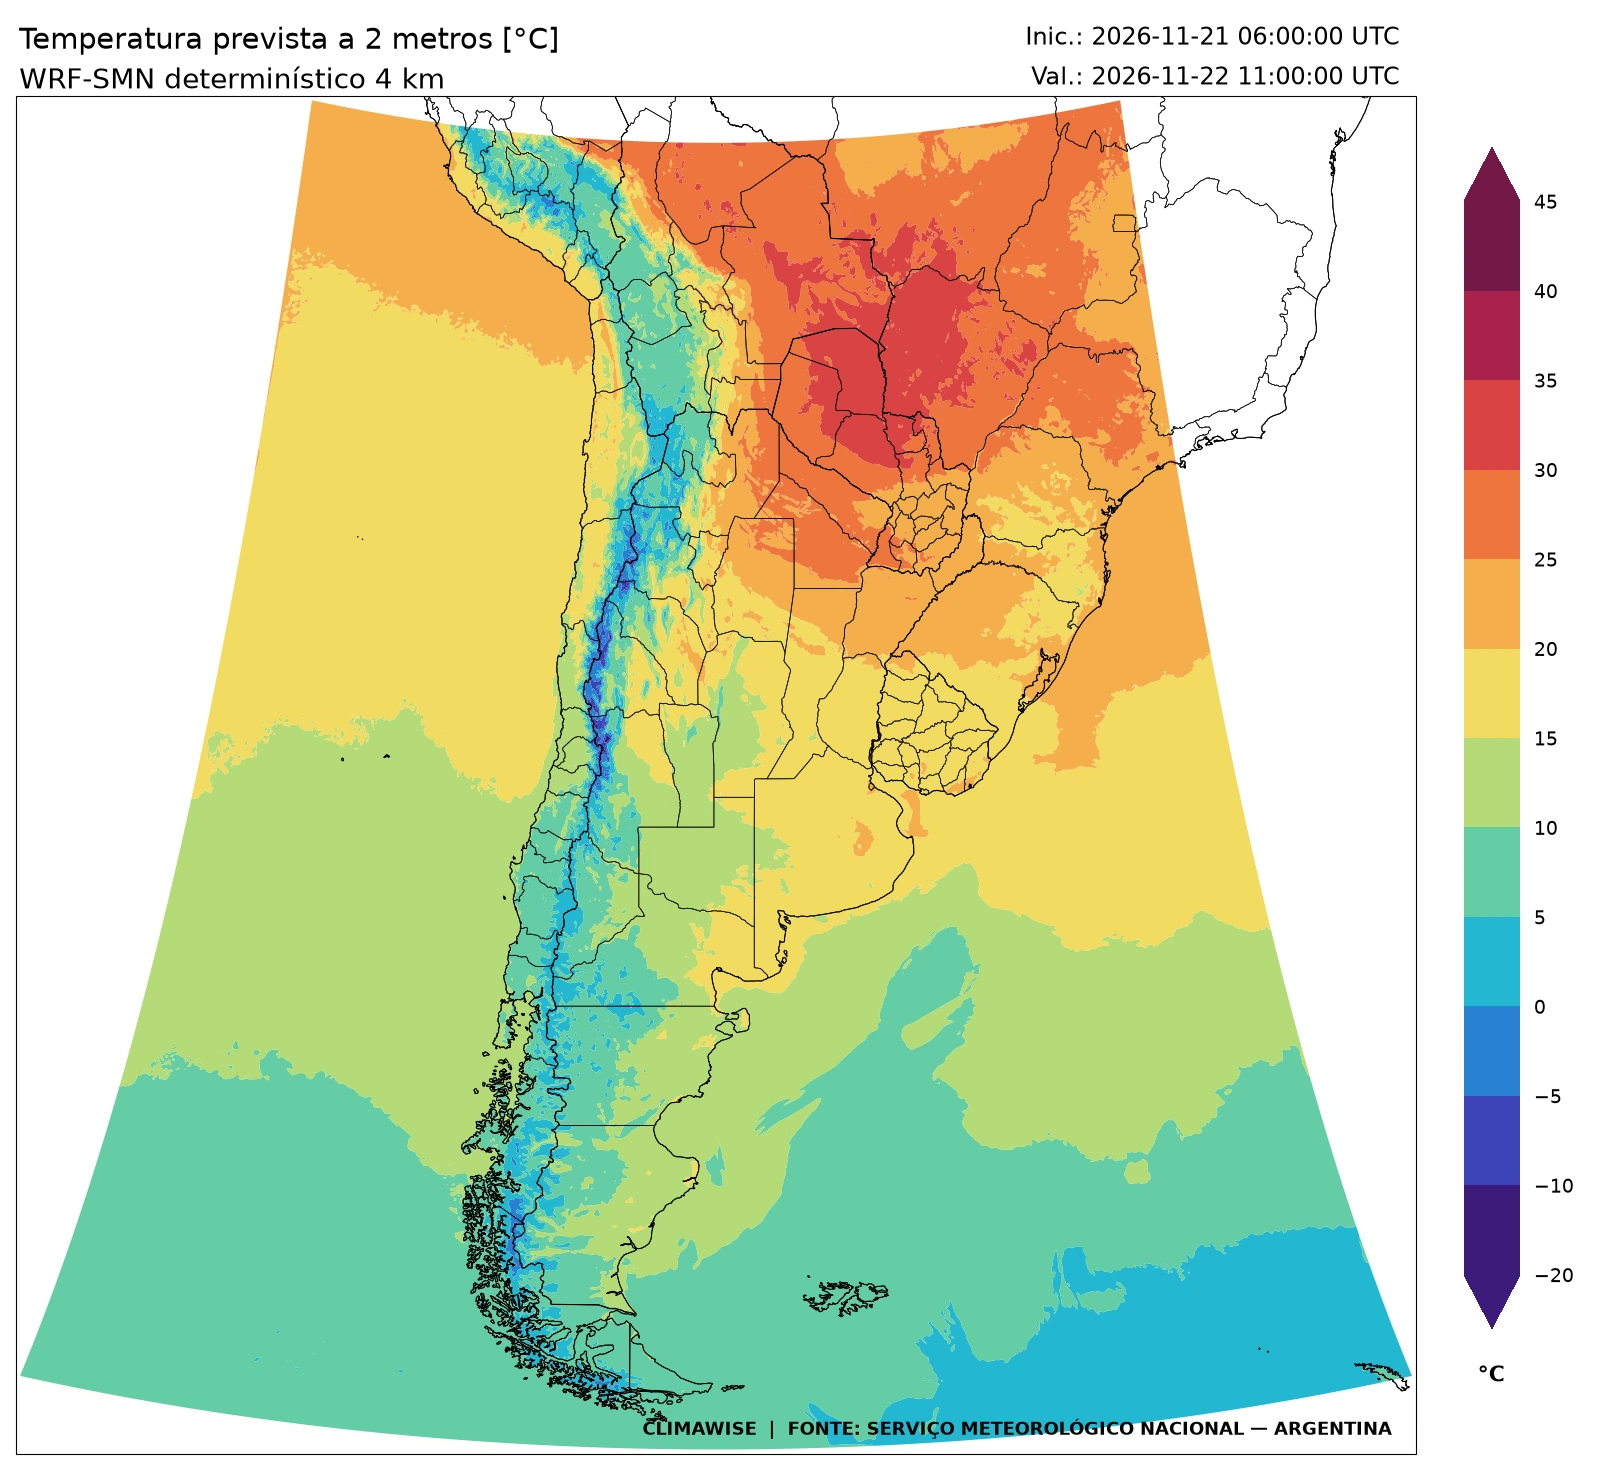 Temperatura prevista a 2 metros [°C]
WRF-SMN determinístico 4 km
Inic.: 2026-11-21 06:00:00 UTC
Val.: 2026-11-22 11:00:00 UTC
45
40
35
30
25
20
15
10
5
0
−5
−10
−20
°C
CLIMAWISE | FONTE: SERVIÇO METEOROLÓGICO NACIONAL — ARGENTINA